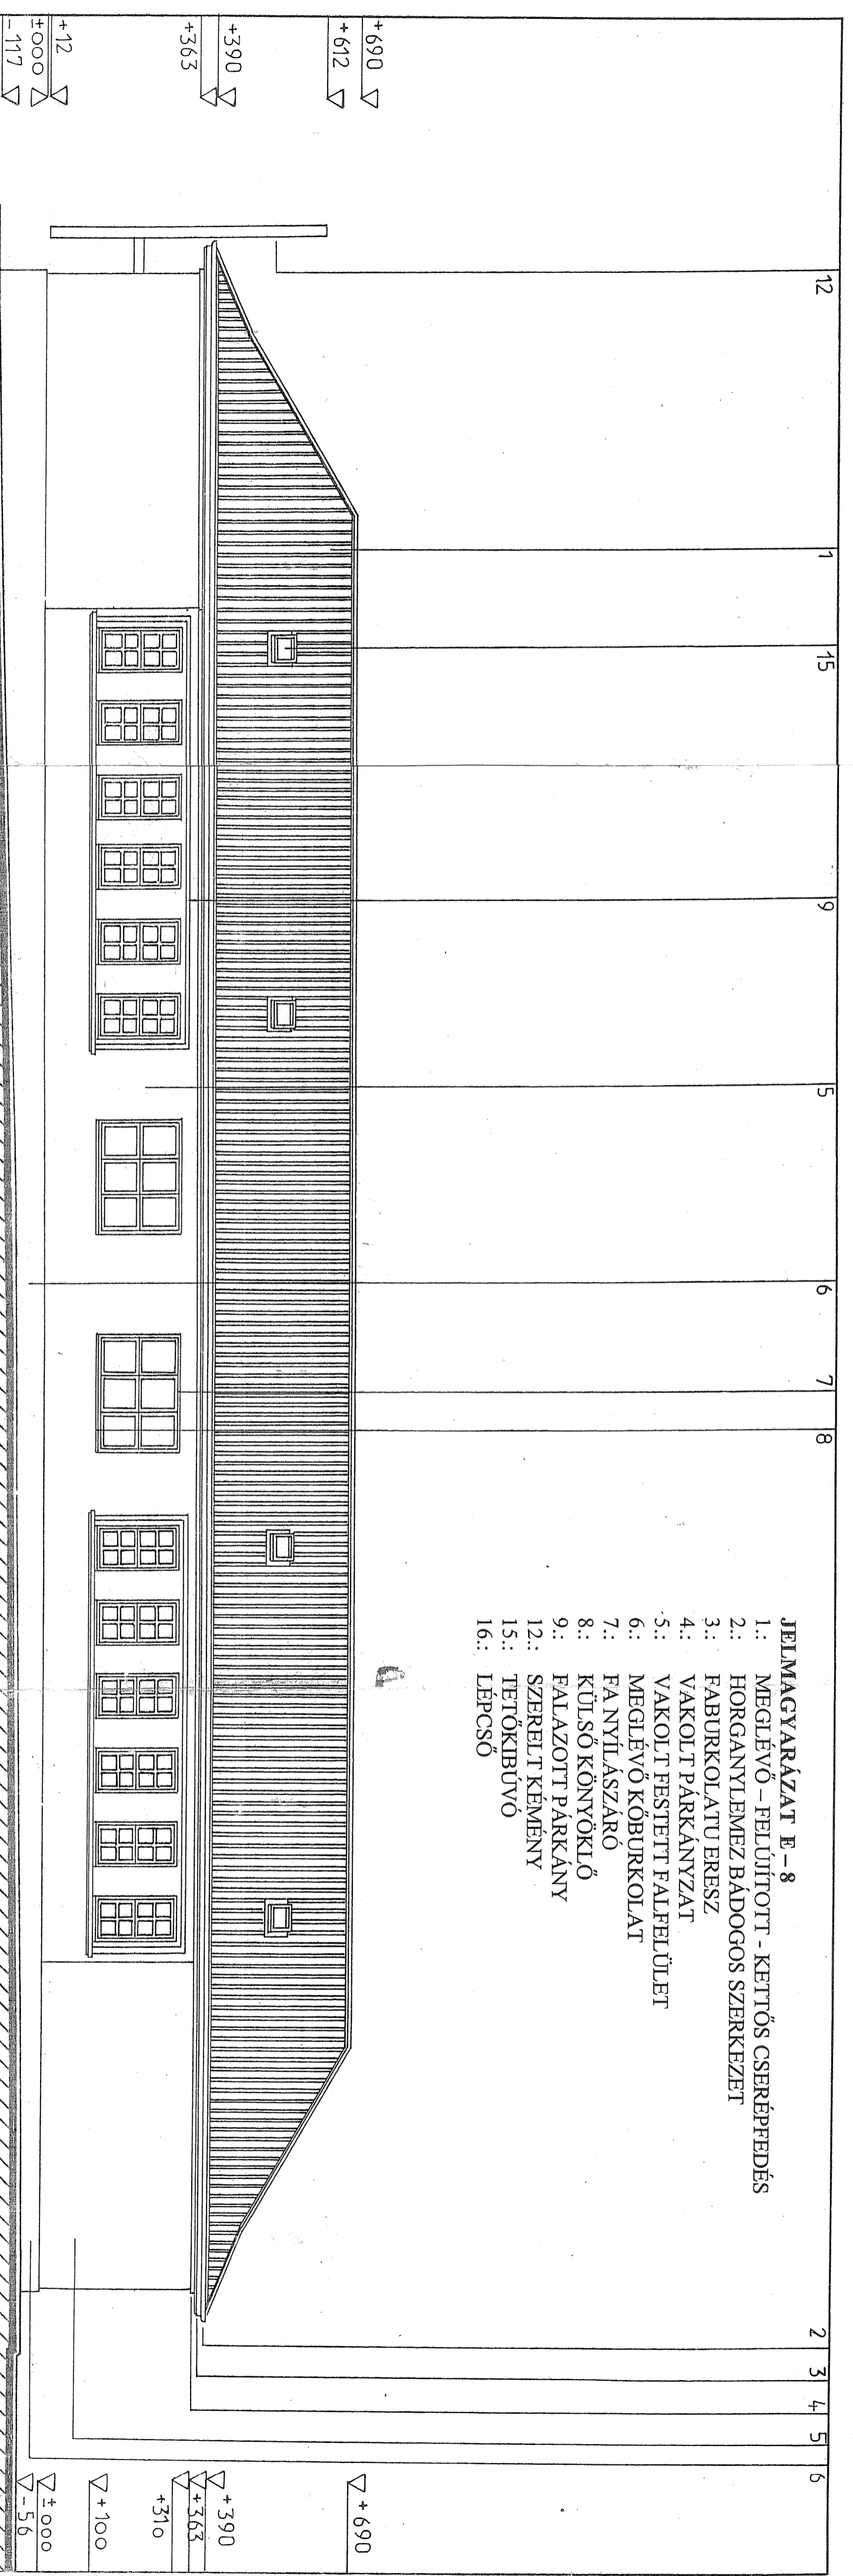 12
1
15
9
5
6
7
8
2
3
4
5
6
JELMAGYARÁZAT E – 8
1.: MEGLÉVŐ – FELÚJÍTOTT - KETTŐS CSERÉPFEDÉS
2.: HORGANYLEMEZ BÁDOGOS SZERKEZET
3.: FABURKOLATU ERESZ
4.: VAKOLT PÁRKÁNYZAT
5.: VAKOLT FESTETT FALFELÜLET
6.: MEGLÉVŐ KŐBURKOLAT
7.: FA NYÍLÁSZÁRÓ
8.: KÜLSŐ KÖNYÖKLŐ
9.: FALAZOTT PÁRKÁNY
12.: SZERELT KÉMÉNY
15.: TETŐKIBÚVÓ
16.: LÉPCSŐ
+690
+612
+390
+363
+12
±000
-117
+690
+390
+363
+310
+100
±000
-56